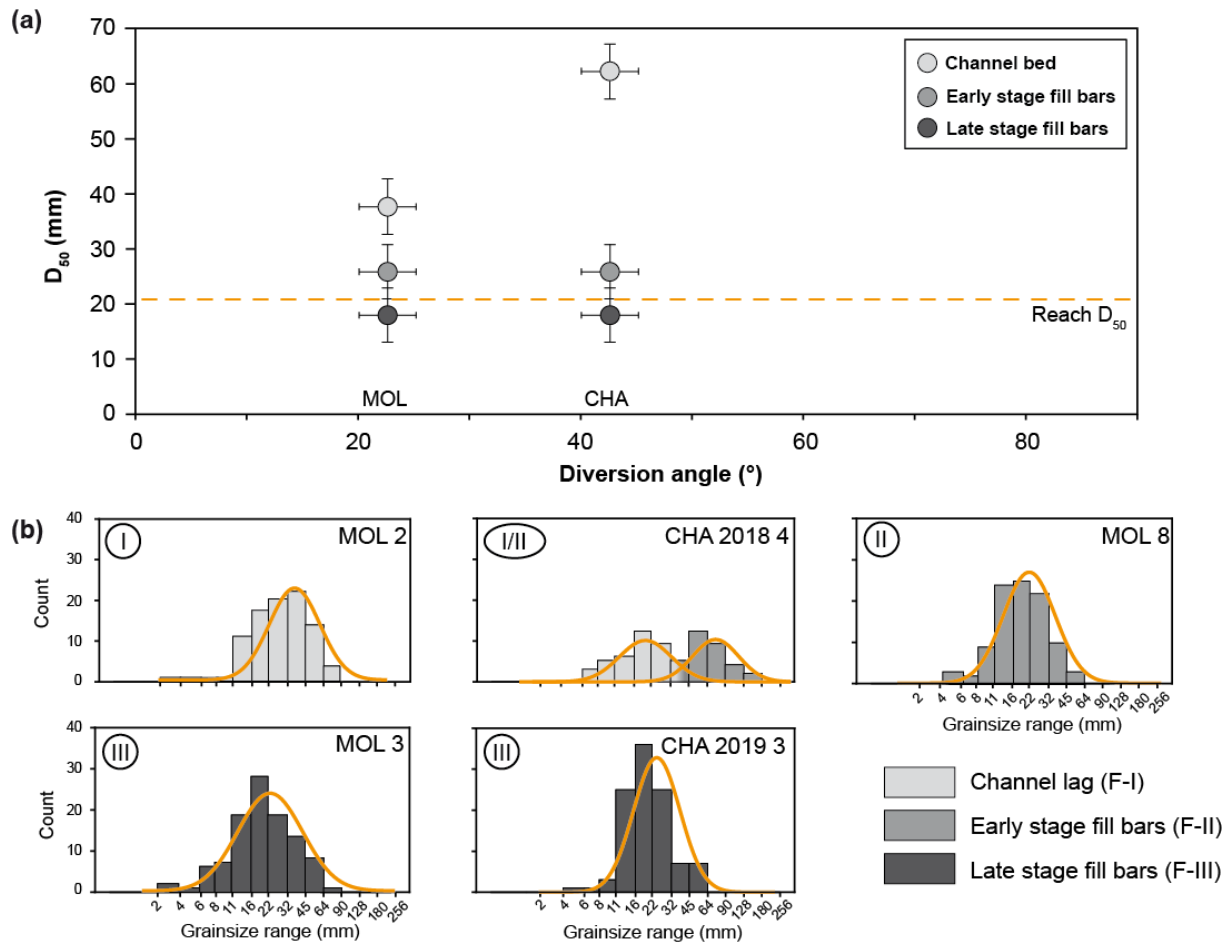 (a)
70
60
50
40
30
20
10
0
D50 (mm)
Channel bed
Early stage fill bars
Late stage fill bars
Reach D50
MOL
CHA
0
20
40
60
80
Diversion angle (°)
(b)
40
30
20
10
0
Count
I
MOL 2
I/II
CHA 2018 4
II
MOL 8
2 4 6 8 11 16 22 32 45 64 90 128 180 256
Grainsize range (mm)
40
30
20
10
0
Count
III
MOL 3
2 4 6 8 11 16 22 32 45 64 90 128 180 256
Grainsize range (mm)
III
CHA 2019 3
2 4 6 8 11 16 22 32 45 64 90 128 180 256
Grainsize range (mm)
Channel lag (F-I)
Early stage fill bars (F-II)
Late stage fill bars (F-III)